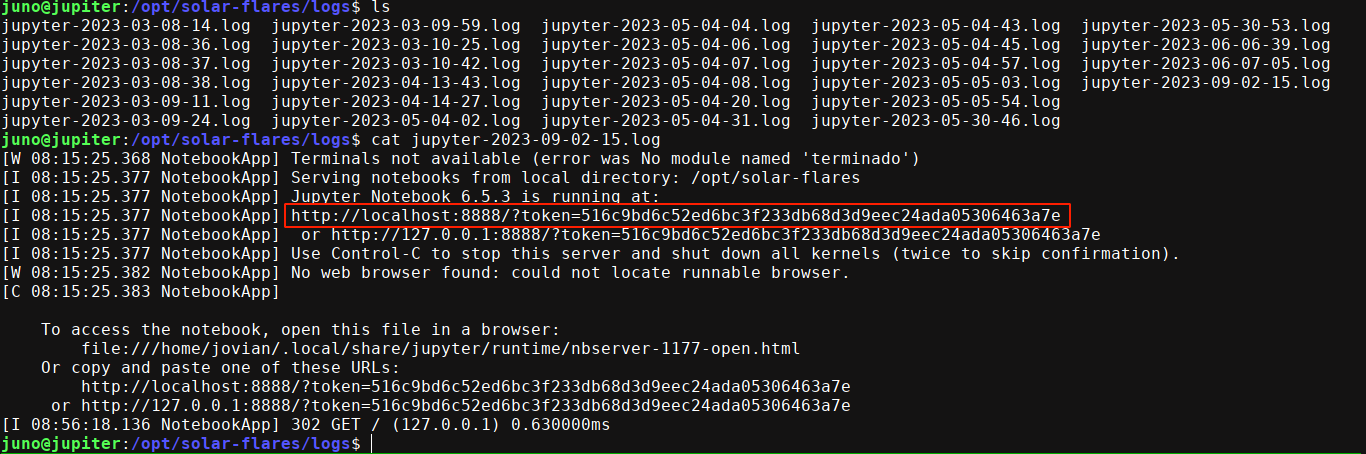 juno@jupiter:/opt/solar-flares/logs$ ls
jupyter-2023-03-08-14.log  jupyter-2023-03-09-59.log  jupyter-2023-05-04-04.log  jupyter-2023-05-04-43.log  jupyter-2023-05-30-53.log
jupyter-2023-03-08-36.log  jupyter-2023-03-10-25.log  jupyter-2023-05-04-06.log  jupyter-2023-05-04-45.log  jupyter-2023-06-06-39.log
jupyter-2023-03-08-37.log  jupyter-2023-03-10-42.log  jupyter-2023-05-04-07.log  jupyter-2023-05-04-57.log  jupyter-2023-06-07-05.log
jupyter-2023-03-08-38.log  jupyter-2023-04-13-43.log  jupyter-2023-05-04-08.log  jupyter-2023-05-05-03.log  jupyter-2023-09-02-15.log
jupyter-2023-03-09-11.log  jupyter-2023-04-14-27.log  jupyter-2023-05-04-20.log  jupyter-2023-05-05-54.log
jupyter-2023-03-09-24.log  jupyter-2023-05-04-02.log  jupyter-2023-05-04-31.log  jupyter-2023-05-30-46.log
juno@jupiter:/opt/solar-flares/logs$ cat jupyter-2023-09-02-15.log
[W 08:15:25.368 NotebookApp] Terminals not available (error was No module named 'terminado')
[I 08:15:25.377 NotebookApp] Serving notebooks from local directory: /opt/solar-flares
[I 08:15:25.377 NotebookApp] Jupyter Notebook 6.5.3 is running at:
[I 08:15:25.377 NotebookApp] http://localhost:8888/?token=516c9bd6c52ed6bc3f233db68d3d9eec24ada05306463a7e
[I 08:15:25.377 NotebookApp]  or http://127.0.0.1:8888/?token=516c9bd6c52ed6bc3f233db68d3d9eec24ada05306463a7e
[I 08:15:25.377 NotebookApp] Use Control-C to stop this server and shut down all kernels (twice to skip confirmation).
[W 08:15:25.382 NotebookApp] No web browser found: could not locate runnable browser.
[C 08:15:25.383 NotebookApp]
    To access the notebook, open this file in a browser:
        file:///home/jovian/.local/share/jupyter/runtime/nbserver-1177-open.html
    Or copy and paste one of these URLs:
        http://localhost:8888/?token=516c9bd6c52ed6bc3f233db68d3d9eec24ada05306463a7e
     or http://127.0.0.1:8888/?token=516c9bd6c52ed6bc3f233db68d3d9eec24ada05306463a7e
[I 08:56:18.136 NotebookApp] 302 GET / (127.0.0.1) 0.630000ms
juno@jupiter:/opt/solar-flares/logs$